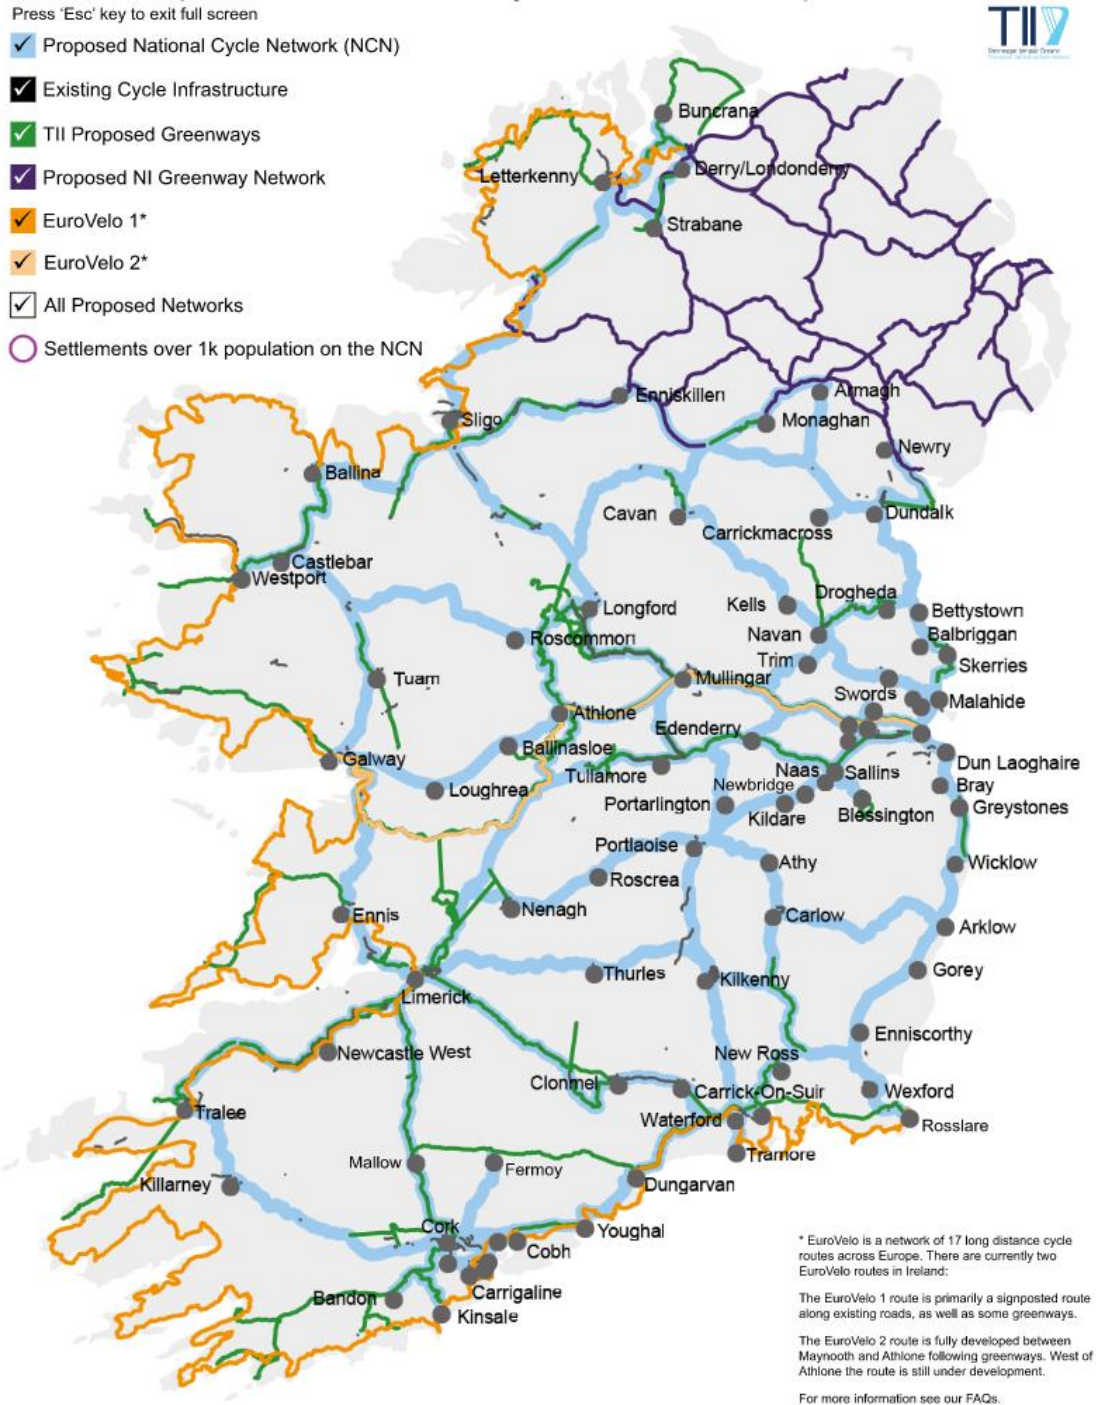 Press ‘Esc’ key to exit full screen
Proposed National Cycle Network (NCN)
Existing Cycle Infrastructure
TII Proposed Greenways
Proposed NI Greenway Network
EuroVelo 1*
EuroVelo 2*
All Proposed Networks
Settlements over 1k population on the NCN
TII
Buncrana
Letterkenny
Derry/Londonderry
Strabane
Enniskillen
Armagh
Sligo
Monaghan
Newry
Ballina
Cavan
Carrickmacross
Dundalk
Castlebar
Westport
Longford
Kells
Drogheda
Bettystown
Roscommon
Navan
Balbriggan
Trim
Skerries
Tuam
Mullingar
Swords
Malahide
Athlone
Edenderry
Galway
Ballinasloe
Tullamore
Naas
Sallins
Dun Laoghaire
Loughrea
Newbridge
Bray
Portarlington
Kildare
Blessington
Greystones
Portlaoise
Athy
Wicklow
Roscrea
Ennis
Nenagh
Carlow
Arklow
Thurles
Kilkenny
Gorey
Limerick
Enniscorthy
Newcastle West
New Ross
Clonmel
Carrick-On-Suir
Wexford
Tralee
Waterford
Rosslare
Mallow
Fermoy
Tramore
Killarney
Dungarvan
Cork
Youghal
Cobh
Carrigaline
Bandon
Kinsale
* EuroVelo is a network of 17 long distance cycle
routes across Europe. There are currently two
EuroVelo routes in Ireland:
The EuroVelo 1 route is primarily a signposted route
along existing roads, as well as some greenways.
The EuroVelo 2 route is fully developed between
Maynooth and Athlone following greenways. West of
Athlone the route is still under development.
For more information see our FAQs.